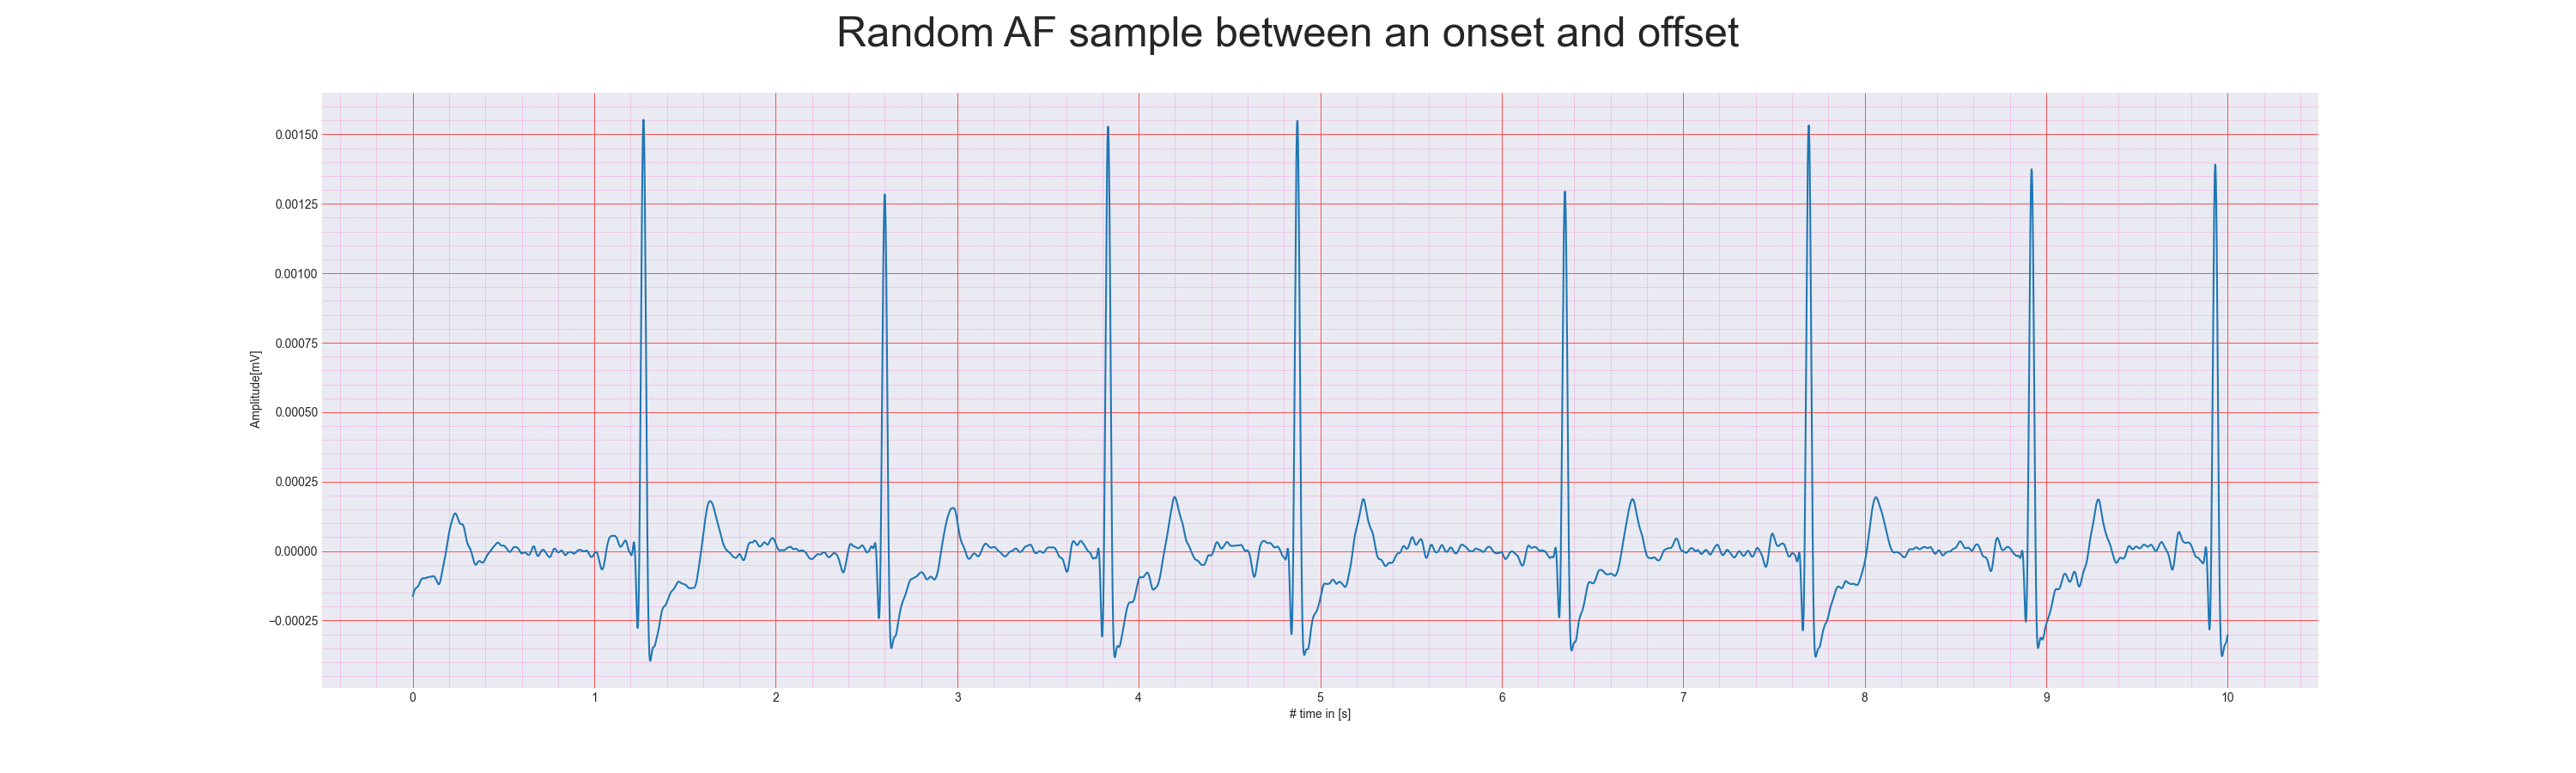 Random AF sample between an onset and offset
0.00150
0.00125
0.00100
0.00075
0.00050
0.00025
0.00000
−0.00025
Amplitude[mV]
0 1 2 3 4 5 6 7 8 9 10
# time in [s]